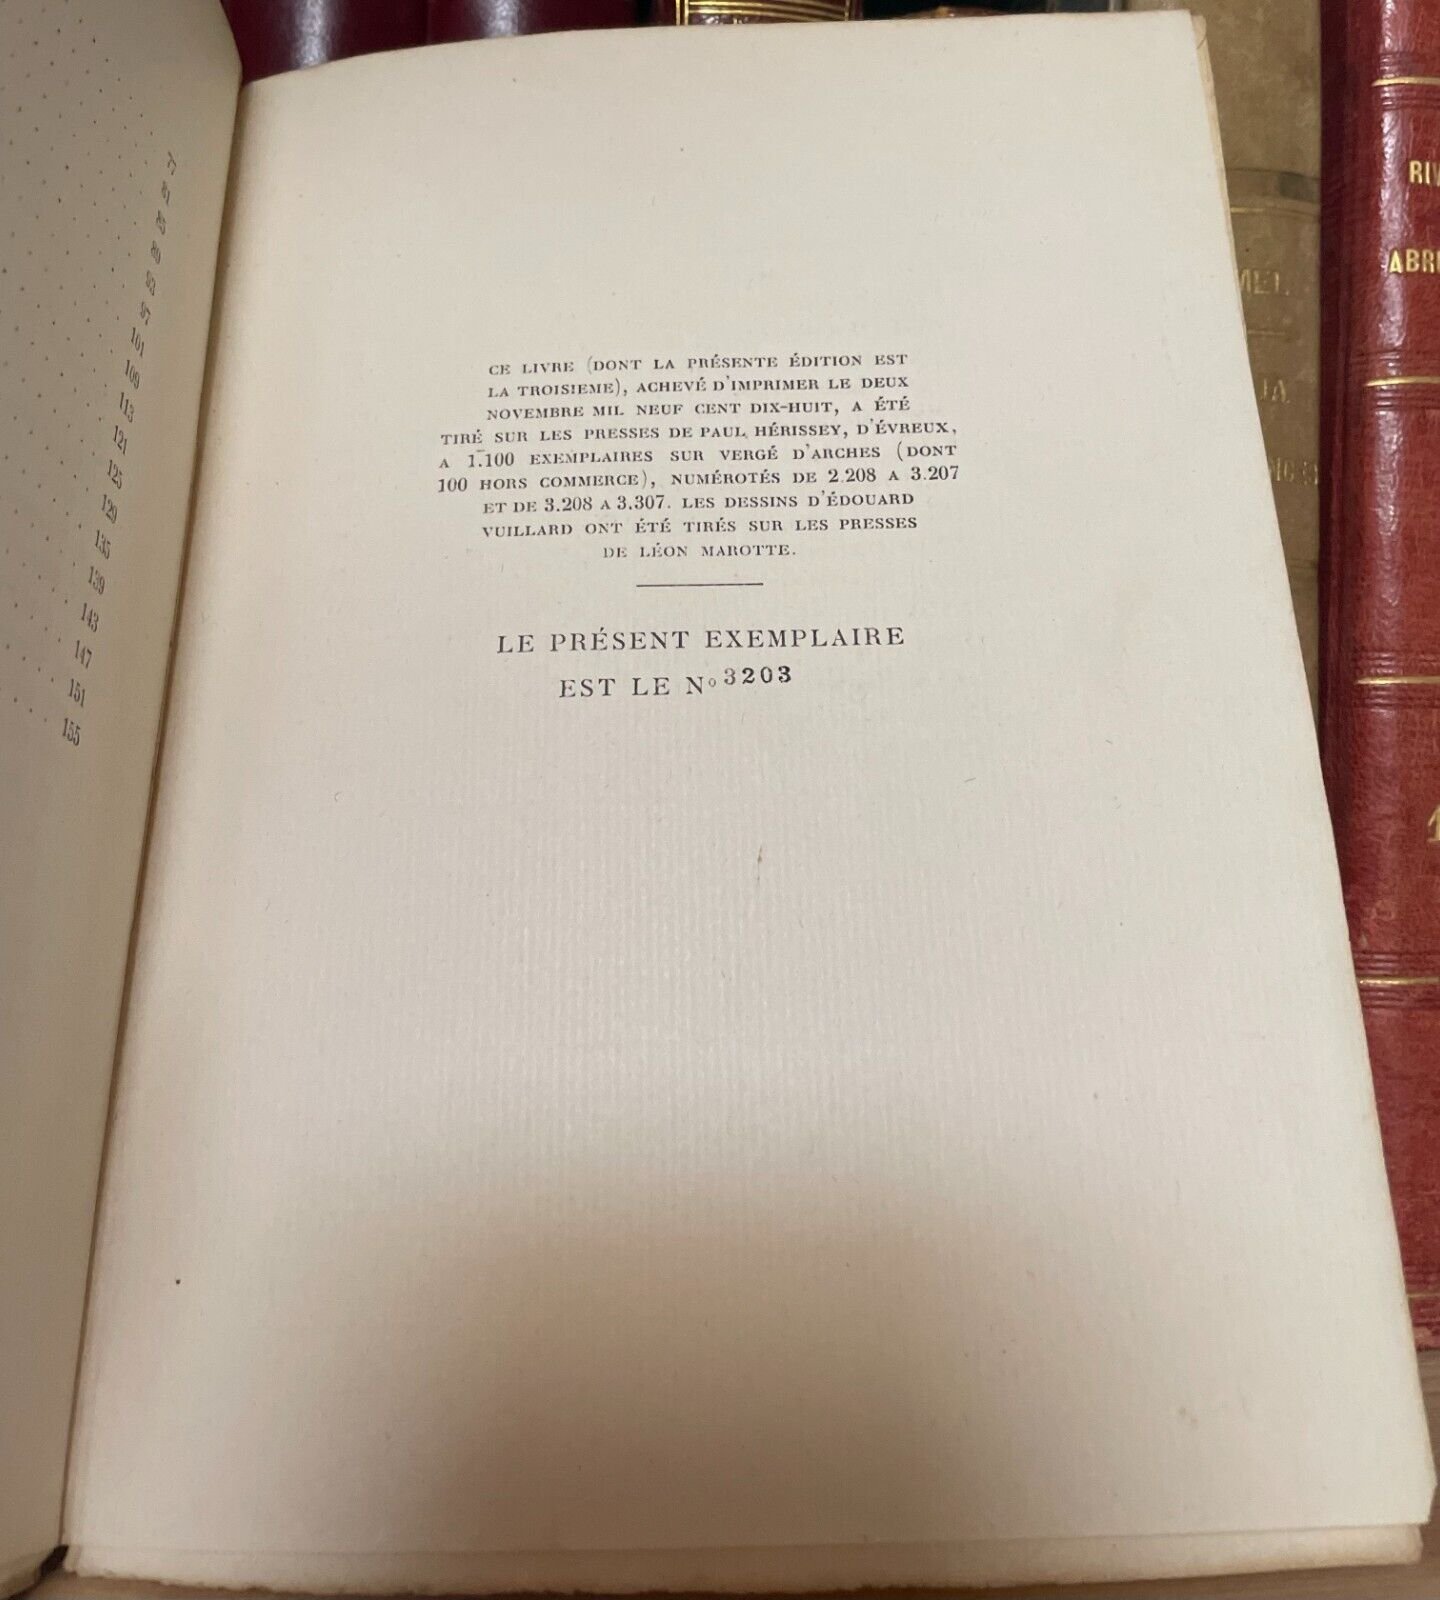 77
81
85
89
93
97
101
109
113
121
125
129
135
139
143
147
151
155
CE LIVRE (DONT LA PRÉSENTE ÉDITION EST
LA TROISIEME), ACHEVÉ D'IMPRIMER LE DEUX
NOVEMBRE MIL NEUF CENT DIX-HUIT, A ÉTÉ
TIRÉ SUR LES PRESSES DE PAUL HÉRISSEY, D'ÉVREUX,
A 1.100 EXEMPLAIRES SUR VERGÉ D'ARCHES (DONT
100 HORS COMMERCE), NUMÉROTÉS DE 2.208 A 3.207
ET DE 3.208 A 3.307. LES DESSINS D'ÉDOUARD
VUILLARD ONT ÉTÉ TIRÉS SUR LES PRESSES
DE LÉON MAROTTE.
LE PRÉSENT EXEMPLAIRE
EST LE No 3203
RIV
ABRU